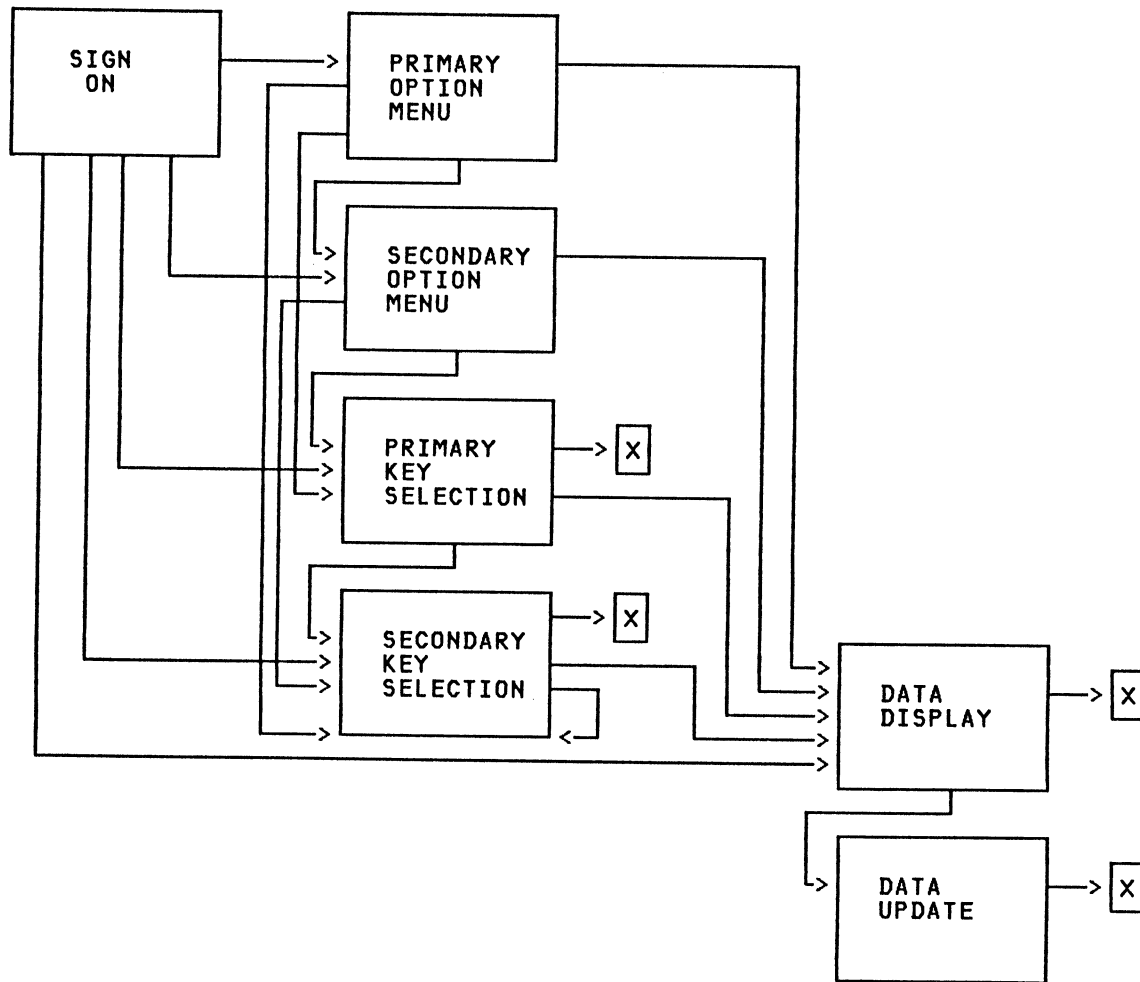 SIGN
ON
PRIMARY
OPTION
MENU
SECONDARY
OPTION
MENU
PRIMARY
KEY
SELECTION
X
SECONDARY
KEY
SELECTION
X
DATA
DISPLAY
X
DATA
UPDATE
X